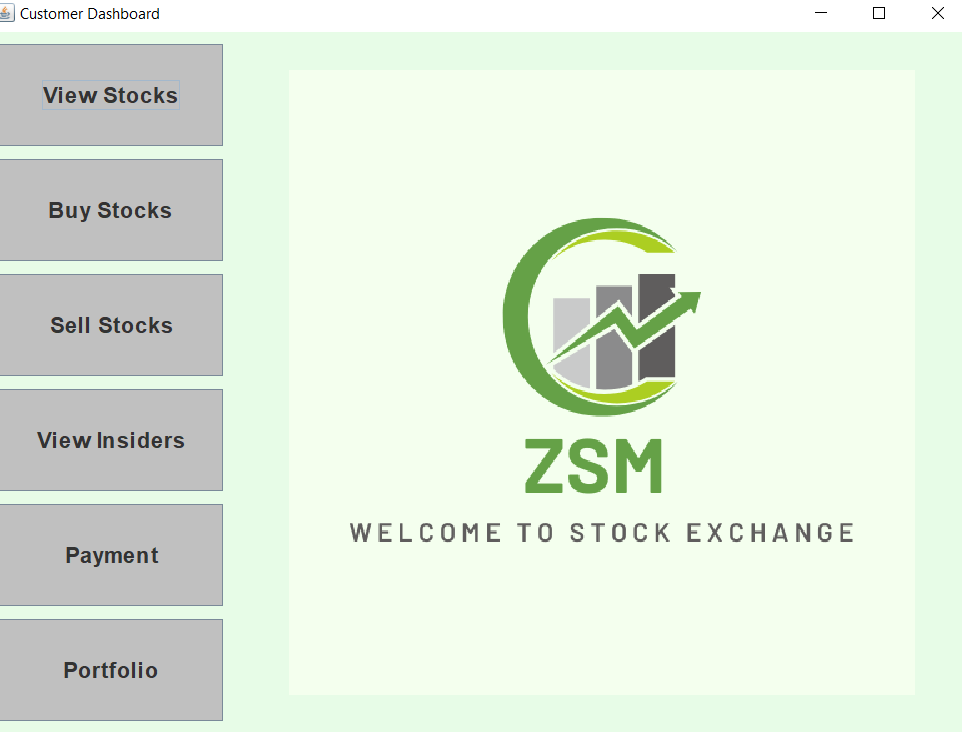 Customer Dashboard
View Stocks
Buy Stocks
Sell Stocks
View Insiders
Payment
Portfolio
ZSM
WELCOME TO STOCK EXCHANGE